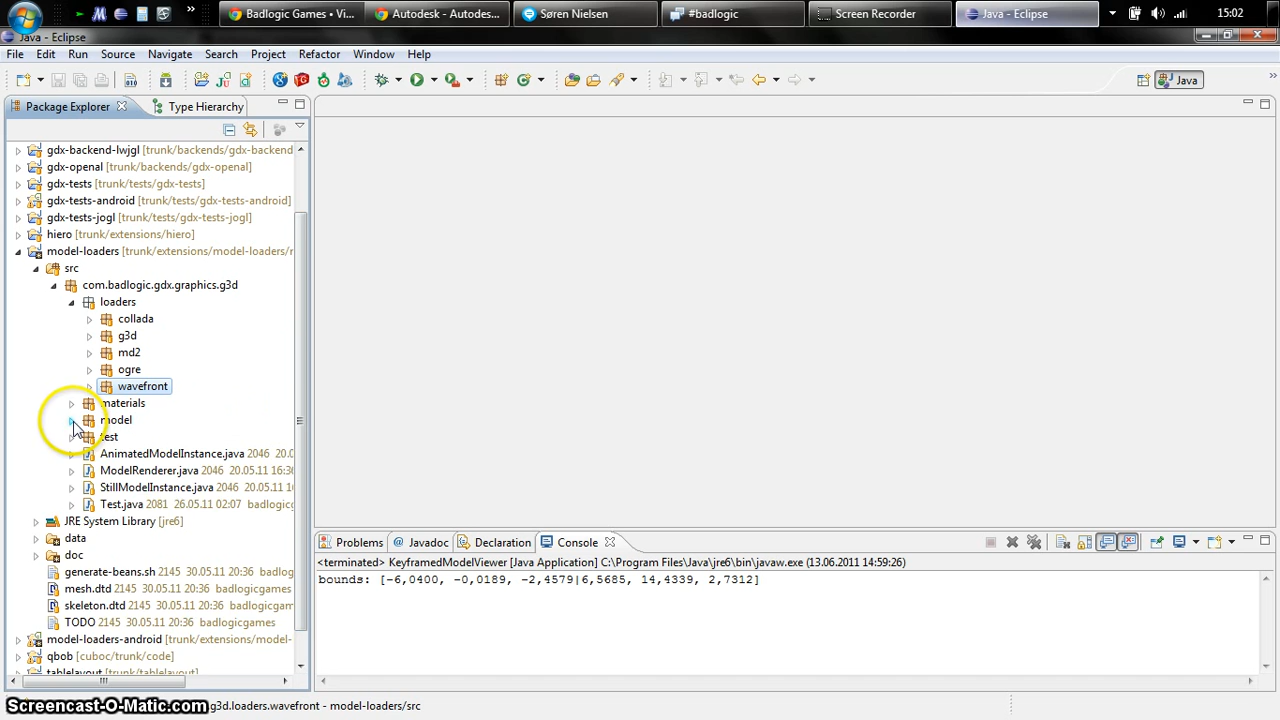 Badlogic Games « Vi...
Autodesk - Autodes...
Søren Nielsen
#badlogic
Screen Recorder
Java - Eclipse
15:02
Java - Eclipse
File Edit Run Source Navigate Search Project Refactor Window Help
Java
Package Explorer
Type Hierarchy
gdx-backend-lwjgl [trunk/backends/gdx-backend
gdx-openal [trunk/backends/gdx-openal]
gdx-tests [trunk/tests/gdx-tests]
gdx-tests-android [trunk/tests/gdx-tests-android]
gdx-tests-jogl [trunk/tests/gdx-tests-jogl]
hiero [trunk/extensions/hiero]
model-loaders [trunk/extensions/model-loaders/r
src
com.badlogic.gdx.graphics.g3d
loaders
collada
g3d
md2
ogre
wavefront
materials
model
test
AnimatedModelInstance.java 2046 20.0
ModelRenderer.java 2046 20.05.11 16:36
StillModelInstance.java 2046 20.05.11 16
Test.java 2081 26.05.11 02:07 badlogic
JRE System Library [jre6]
data
doc
generate-beans.sh 2145 30.05.11 20:36 badlog
mesh.dtd 2145 30.05.11 20:36 badlogicgames
skeleton.dtd 2145 30.05.11 20:36 badlogicgam
TODO 2145 30.05.11 20:36 badlogicgames
model-loaders-android [trunk/extensions/model-
qbob [cuboc/trunk/code]
tablelayout [trunk/tablelayout]
Problems Javadoc Declaration Console
<terminated> KeyframedModelViewer [Java Application] C:\Program Files\Java\jre6\bin\javaw.exe (13.06.2011 14:59:26)
bounds: [-6,0400, -0,0189, -2,4579|6,5685, 14,4339, 2,7312]
Screencast-O-Matic.com
g3d.loaders.wavefront - model-loaders/src